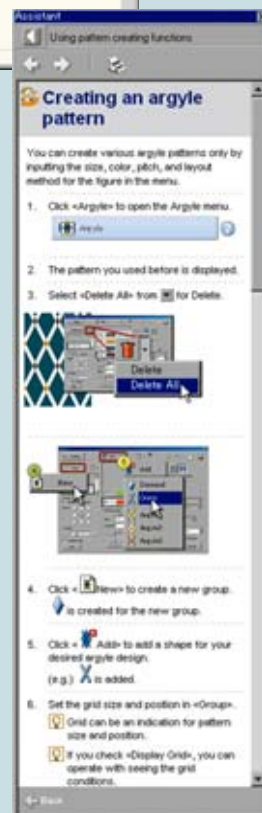 Assistant
Using pattern creating functions
Creating an argyle
pattern
You can create various argyle patterns only by
inputting the size, color, pitch, and layout
method for the figure in the menu.
1. Click <Argyle> to open the Argyle menu.
Argyle
2. The pattern you used before is displayed.
3. Select <Delete All> from for Delete.
Delete
Delete All
New
Add
Diamond
4. Click < New> to create a new group.
is created for the new group.
5. Click < Add> to add a shape for your
desired argyle design.
(e.g.) is added.
6. Set the grid size and position in <Group>.
Grid can be an indication for pattern
size and position.
If you check <Display Grid>, you can
operate with seeing the grid
conditions.
Back